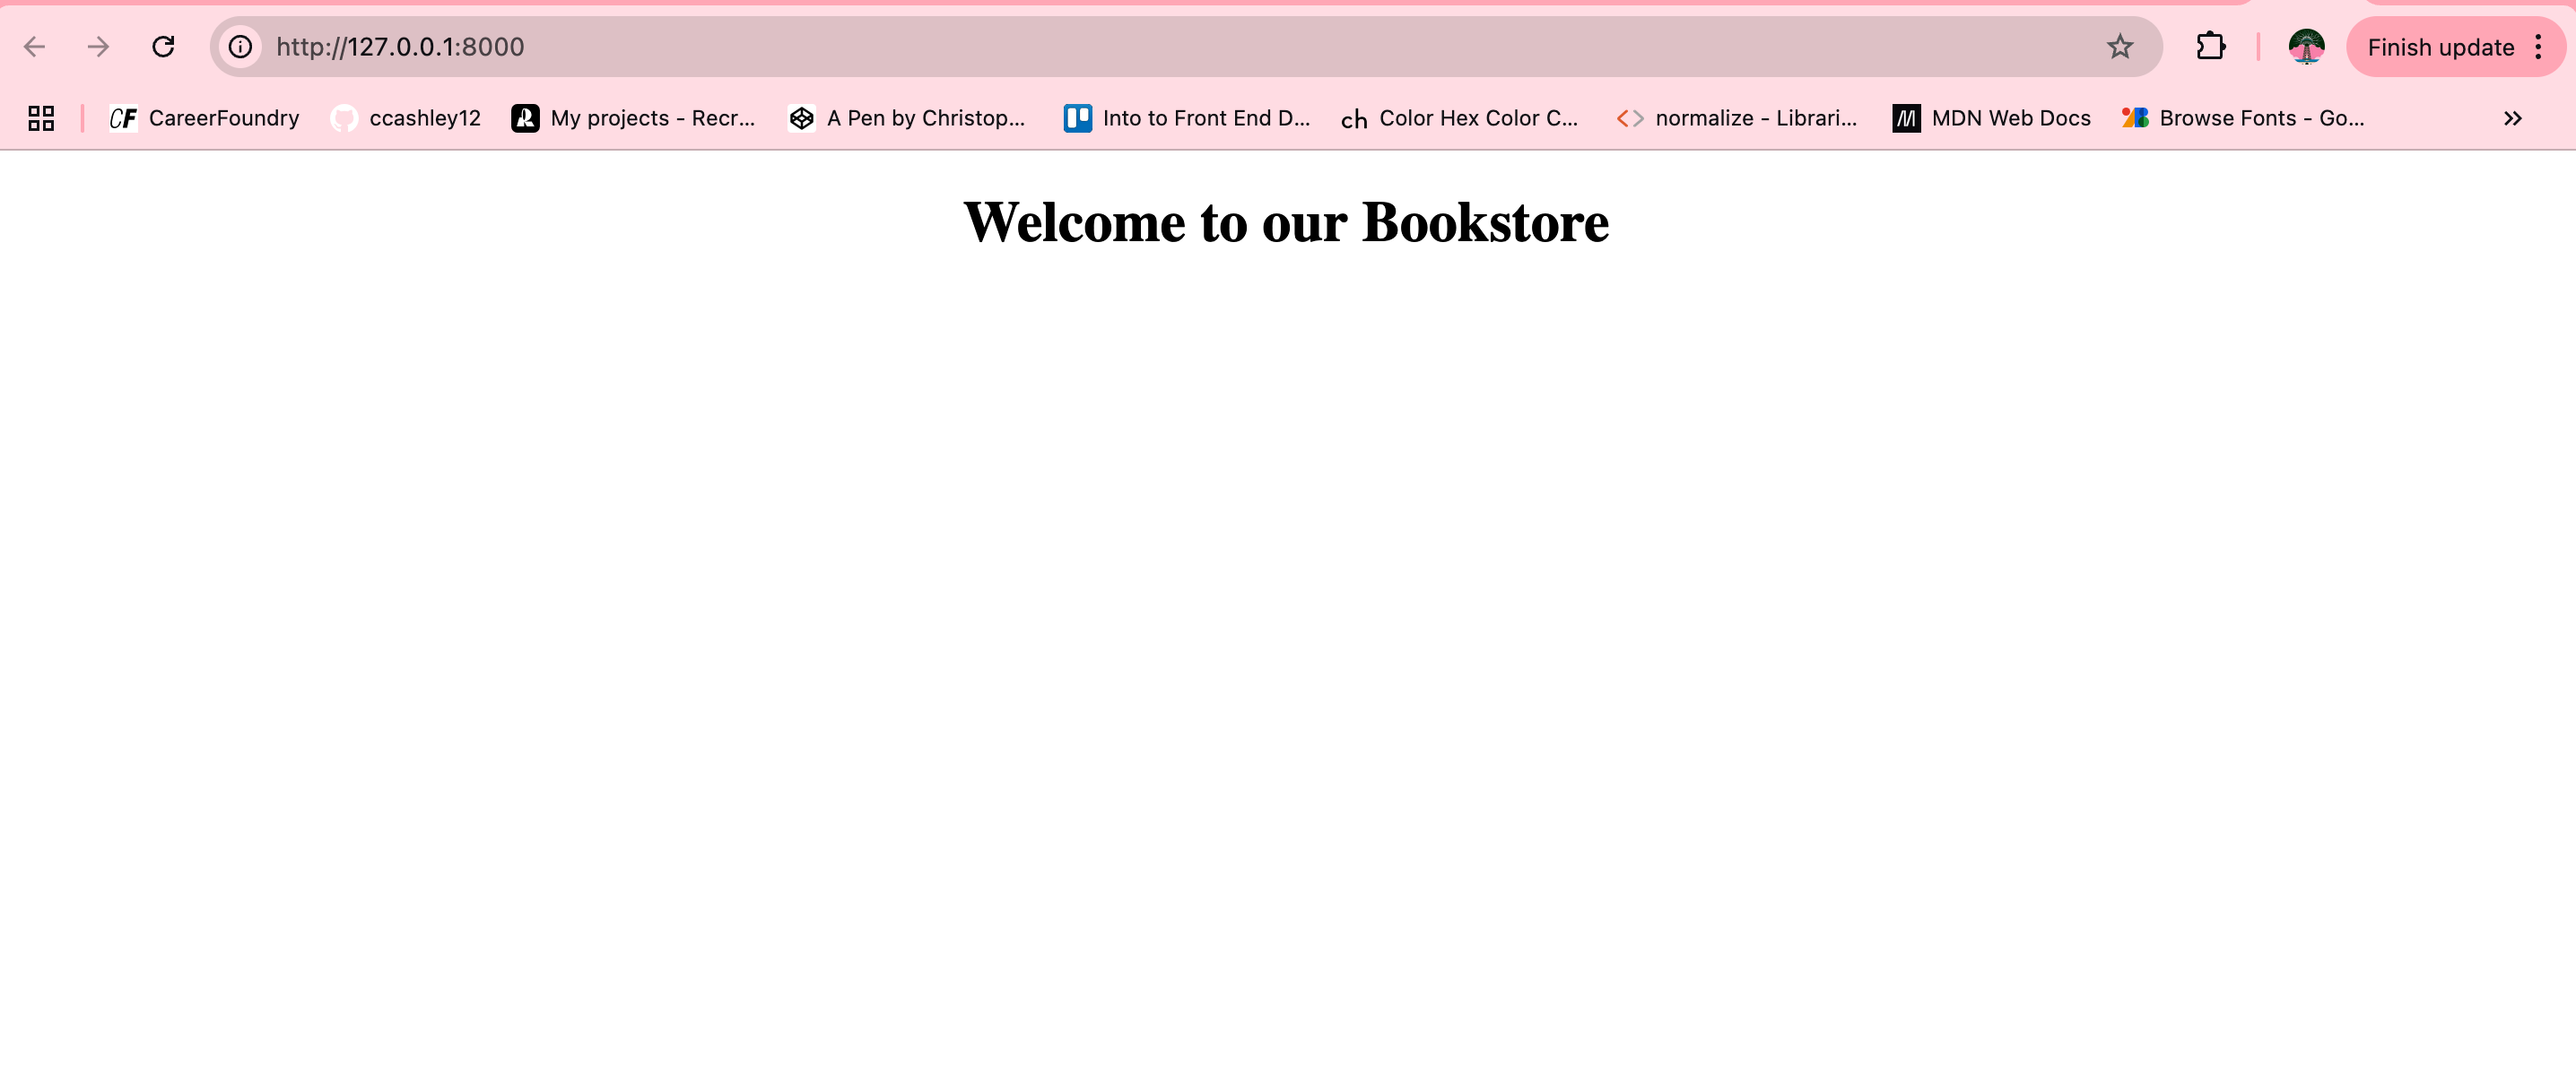 http://127.0.0.1:8000
Finish update
CF CareerFoundry ccashley12 My projects - Recr... A Pen by Christop... Into to Front End D... ch Color Hex Color C... <> normalize - Librari... M MDN Web Docs Browse Fonts - Go... »
Welcome to our Bookstore